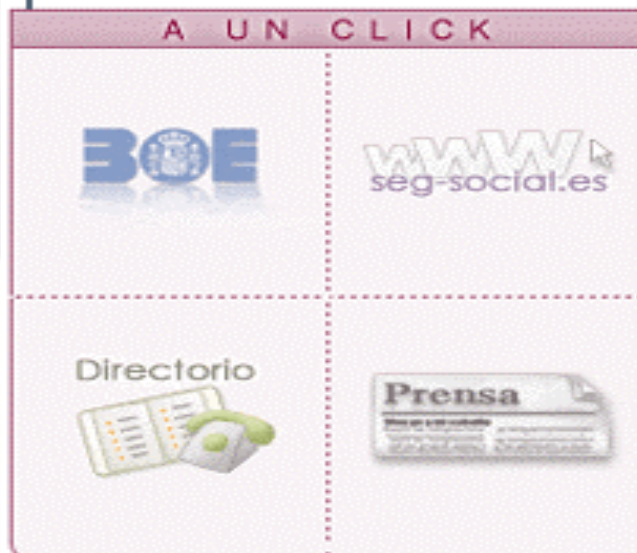 A UN CLICK
BOE
www
seg-social.es
Directorio
Prensa